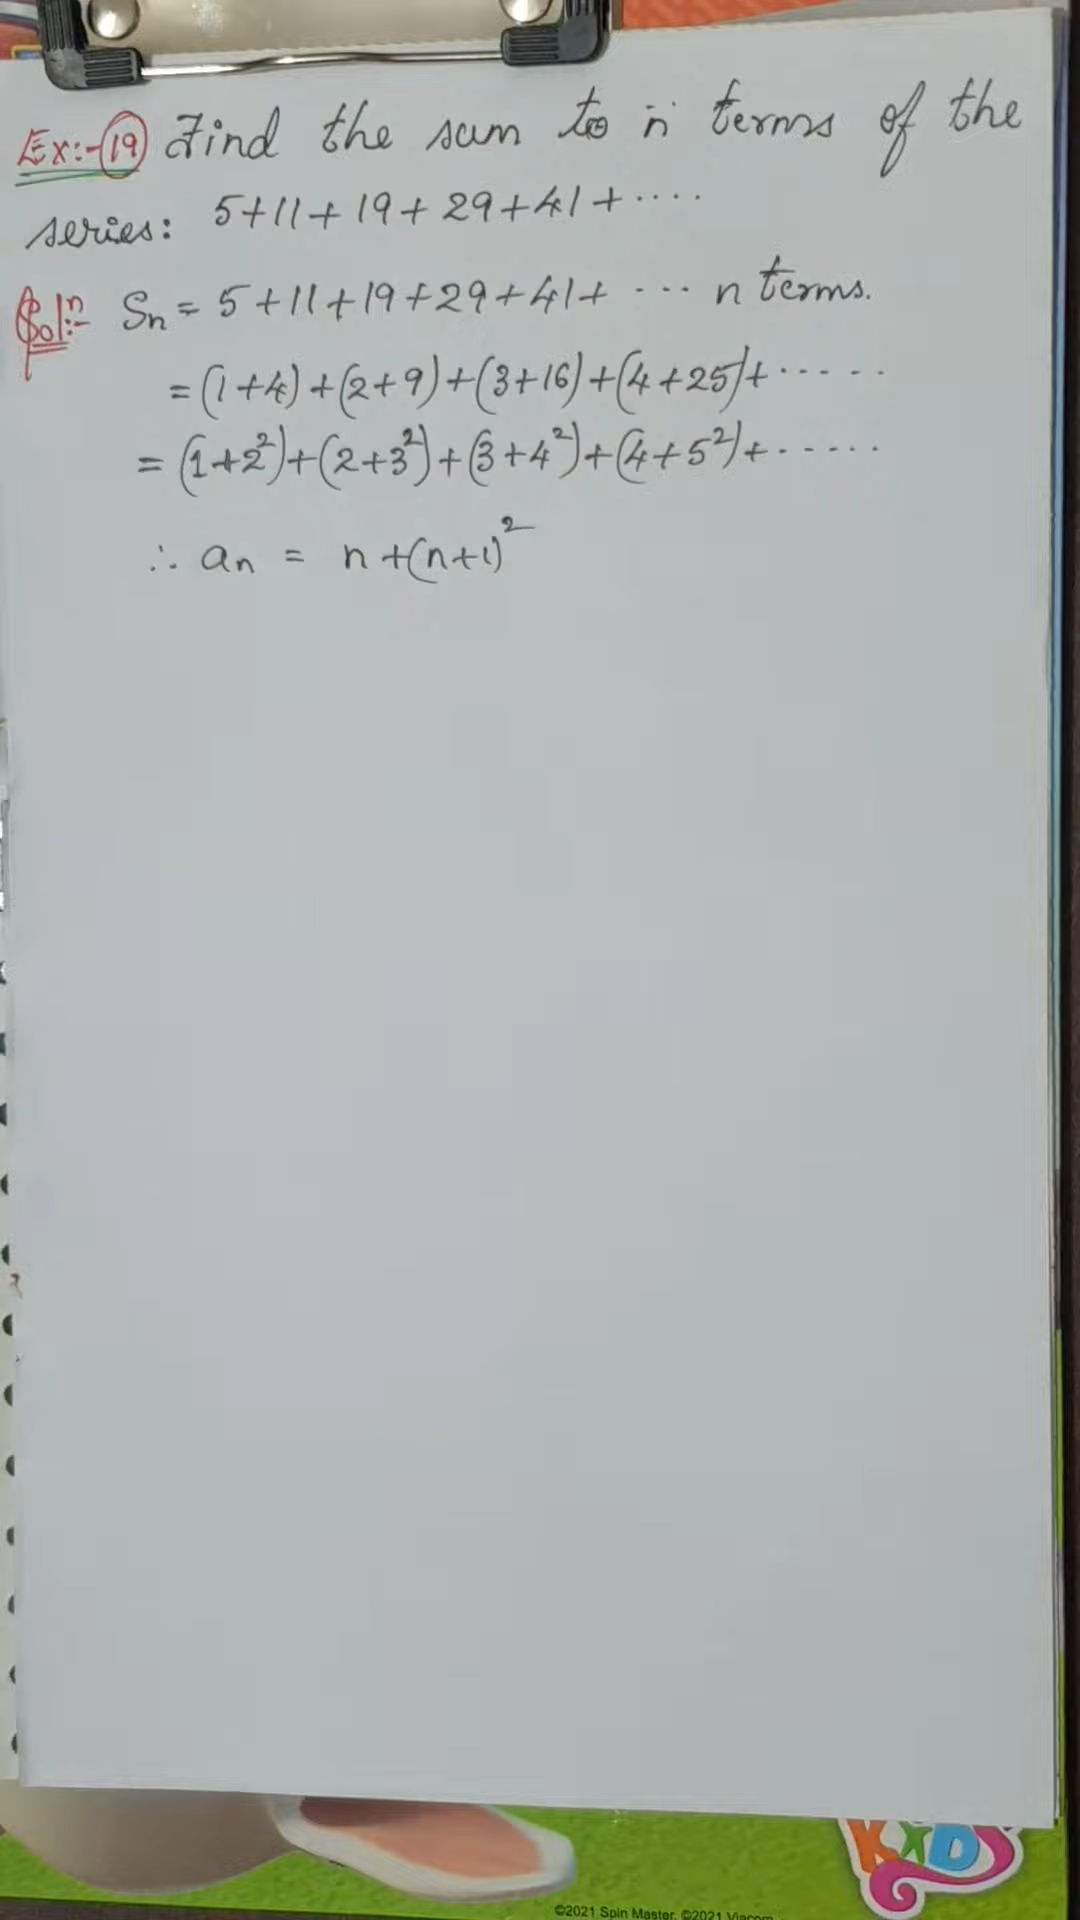 Ex:-(19) Find the sum to n terms of the
series: 5+11+19+29+41+....
Solⁿ:- Sn = 5+11+19+29+41+ ... n terms.
= (1+4)+(2+9)+(3+16)+(4+25)+.....
= (1+2²)+(2+3²)+(3+4²)+(4+5²)+.....
∴ an = n+(n+1)²
KIDS
©2021 Spin Master. ©2021 Viacom